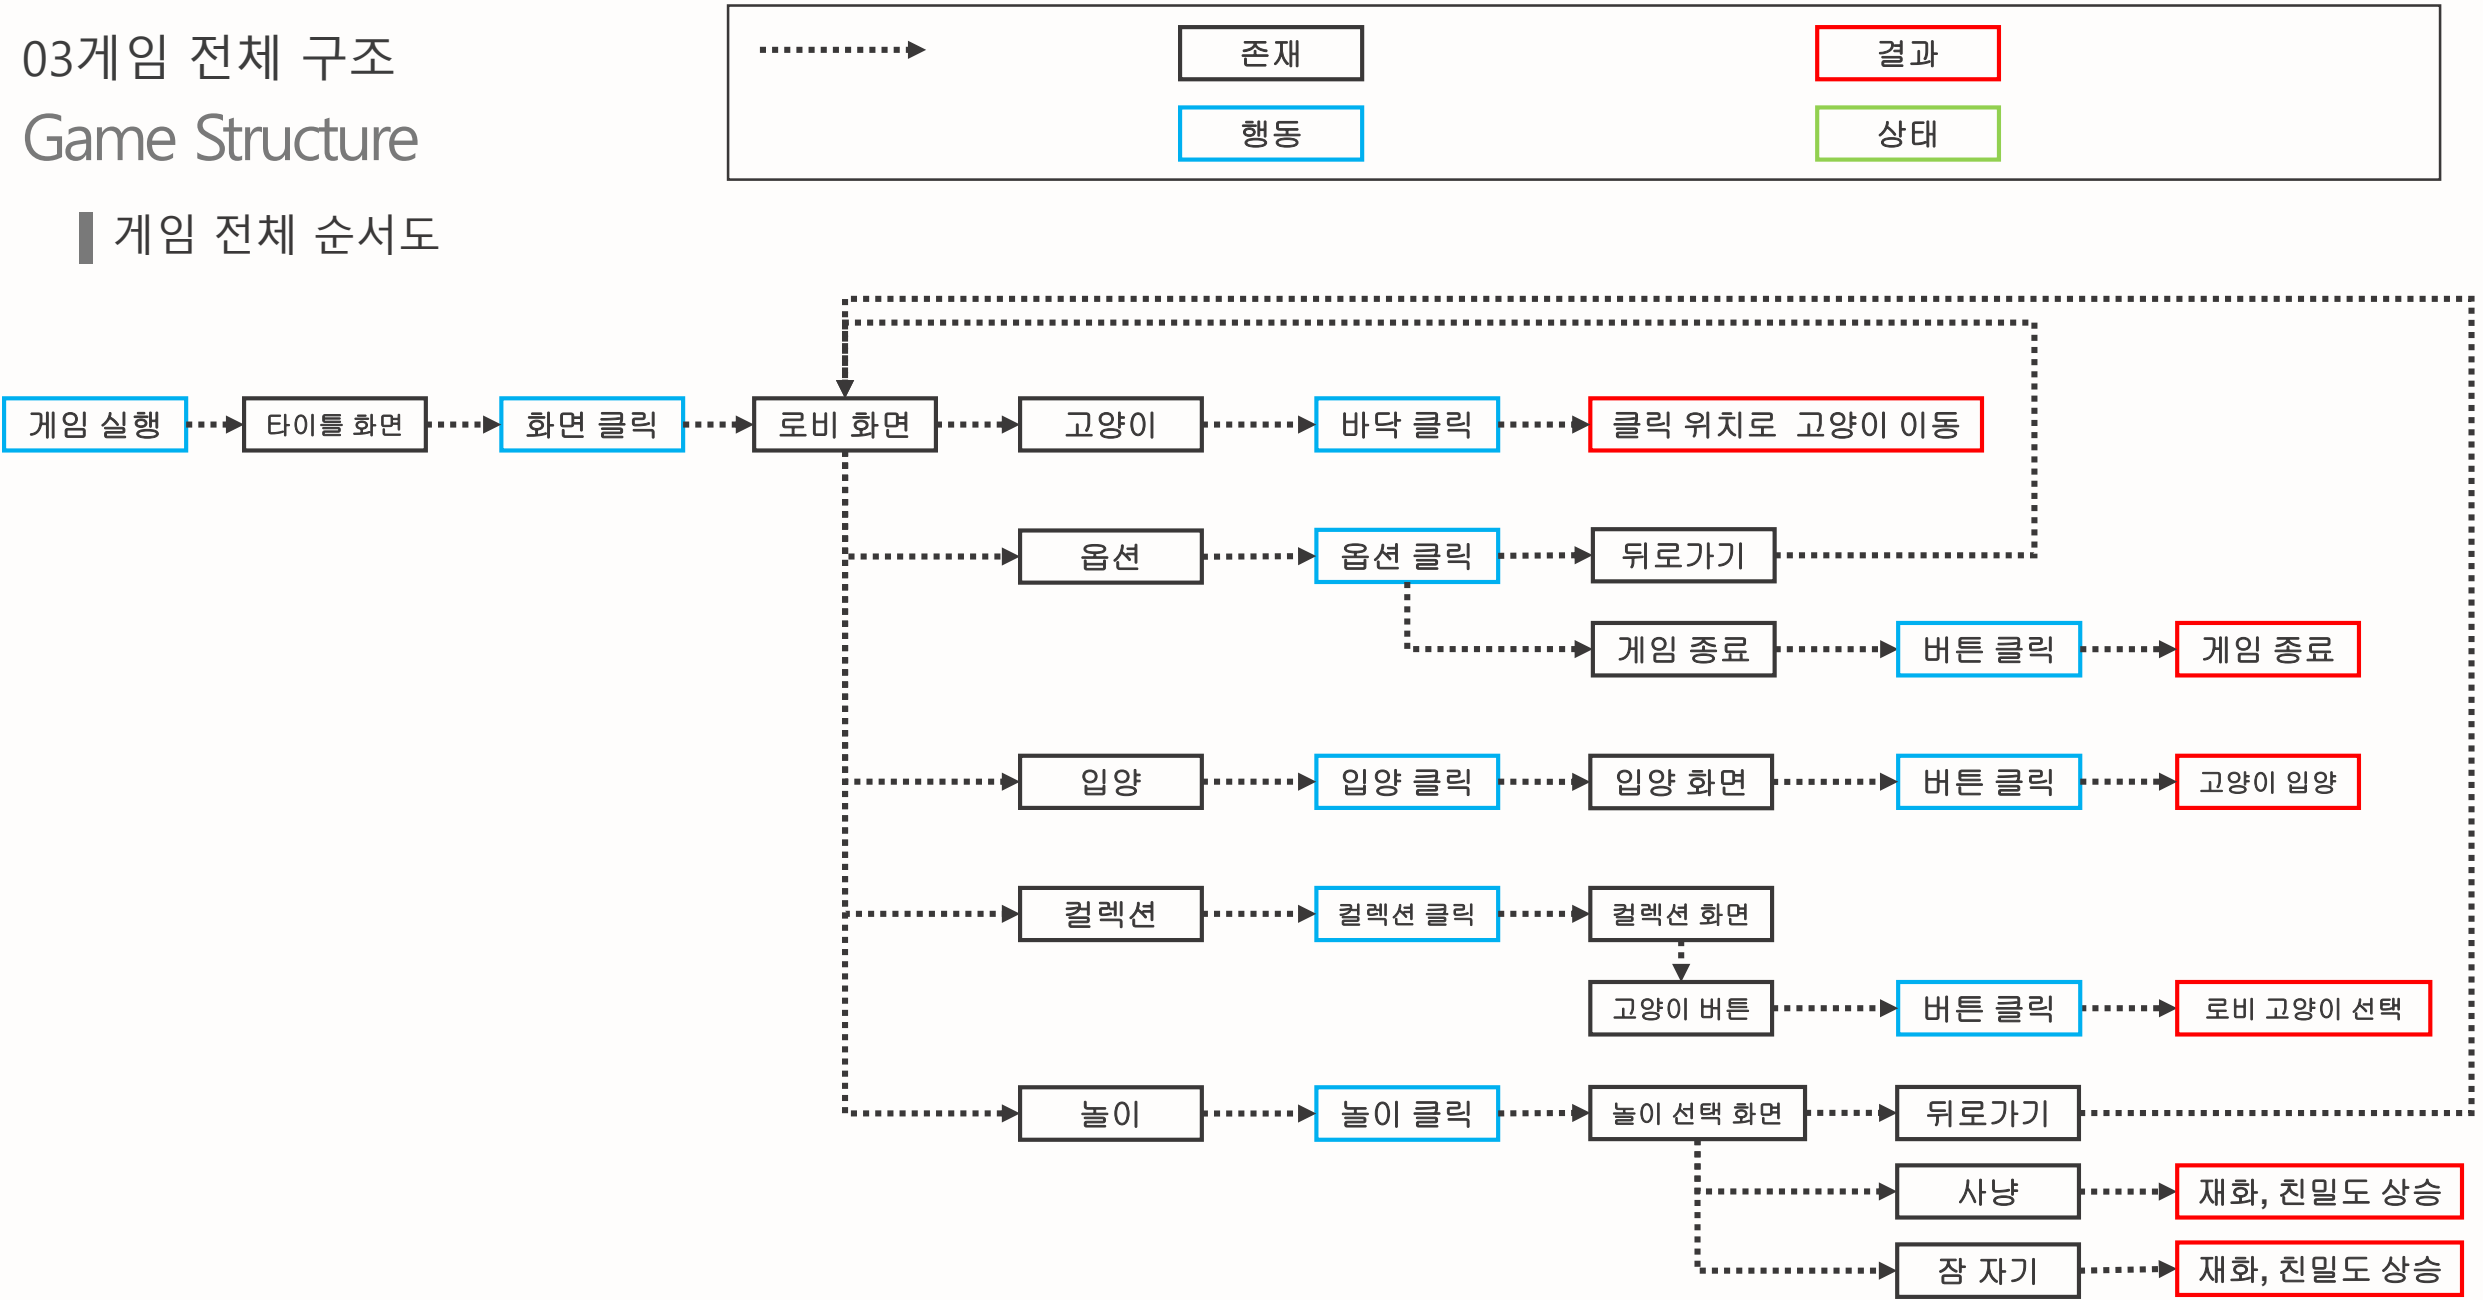 03게임 전체 구조
Game Structure
게임 전체 순서도
존재
결과
행동
상태
게임 실행
타이틀 화면
화면 클릭
로비 화면
고양이
바닥 클릭
클릭 위치로 고양이 이동
옵션
옵션 클릭
뒤로가기
게임 종료
버튼 클릭
게임 종료
입양
입양 클릭
입양 화면
버튼 클릭
고양이 입양
컬렉션
컬렉션 클릭
컬렉션 화면
고양이 버튼
버튼 클릭
로비 고양이 선택
놀이
놀이 클릭
놀이 선택 화면
뒤로가기
사냥
재화, 친밀도 상승
잠 자기
재화, 친밀도 상승